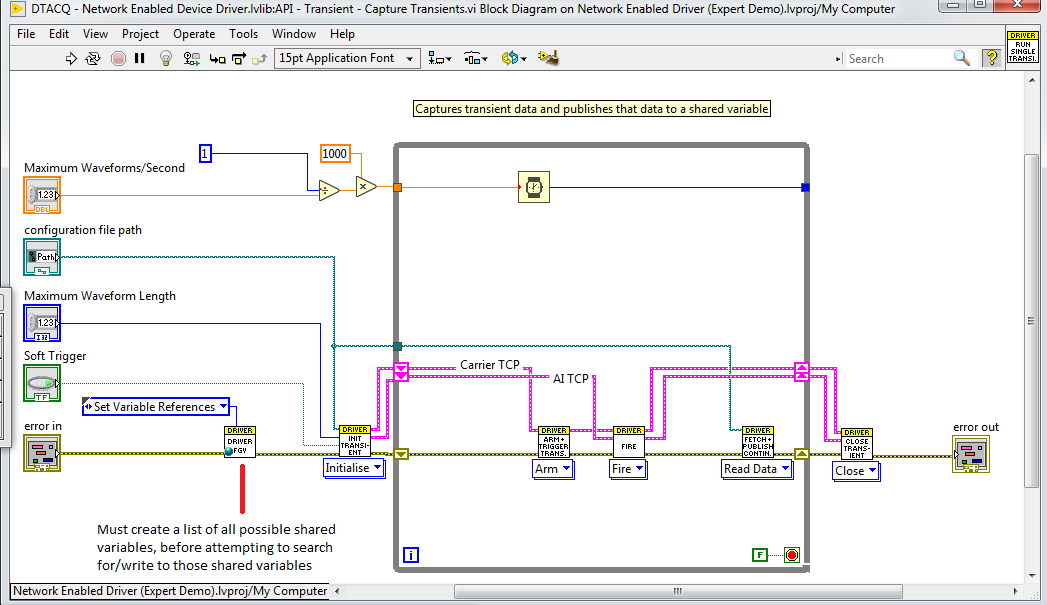 DTACQ - Network Enabled Device Driver.lvlib:API - Transient - Capture Transients.vi Block Diagram on Network Enabled Driver (Expert Demo).lvproj/My Computer
File Edit View Project Operate Tools Window Help
15pt Application Font
Search
?
DRIVER
RUN
SINGLE
TRANSI.
Captures transient data and publishes that data to a shared variable
1
1000
Maximum Waveforms/Second
1.23
DBL
÷
×
configuration file path
Path
Maximum Waveform Length
1.23
I32
Soft Trigger
TF
Carrier TCP
AI TCP
Set Variable References
error in
DRIVER
DRIVER
FGV
DRIVER
INIT
TRANSI-
ENT
Initialise
DRIVER
ARM+
TRIGGER
TRANS.
Arm
DRIVER
FIRE
Fire
DRIVER
FETCH+
PUBLISH
CONTIN.
Read Data
DRIVER
CLOSE
TRANS-
IENT
Close
error out
Must create a list of all possible shared
variables, before attempting to search
for/write to those shared variables
i
F
Network Enabled Driver (Expert Demo).lvproj/My Computer